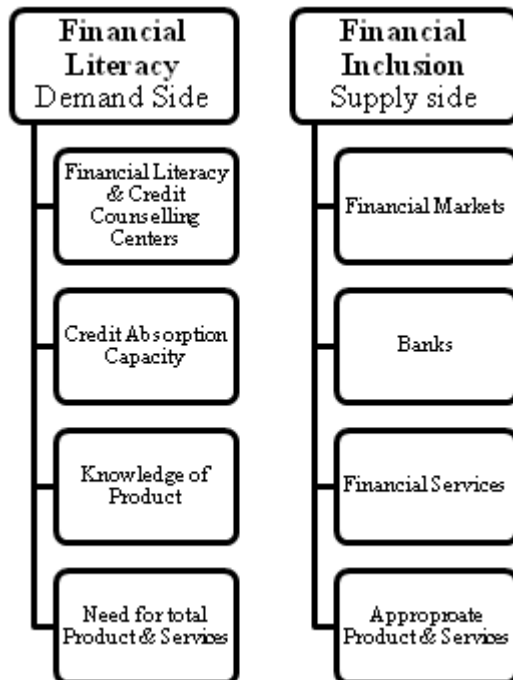 Financial
Literacy
Demand Side
Financial Literacy
& Credit
Counselling
Centers
Credit Absorption
Capacity
Knowledge of
Product
Need for total
Product & Services
Financial
Inclusion
Supply side
Financial Markets
Banks
Financial Services
Approproate
Product & Services